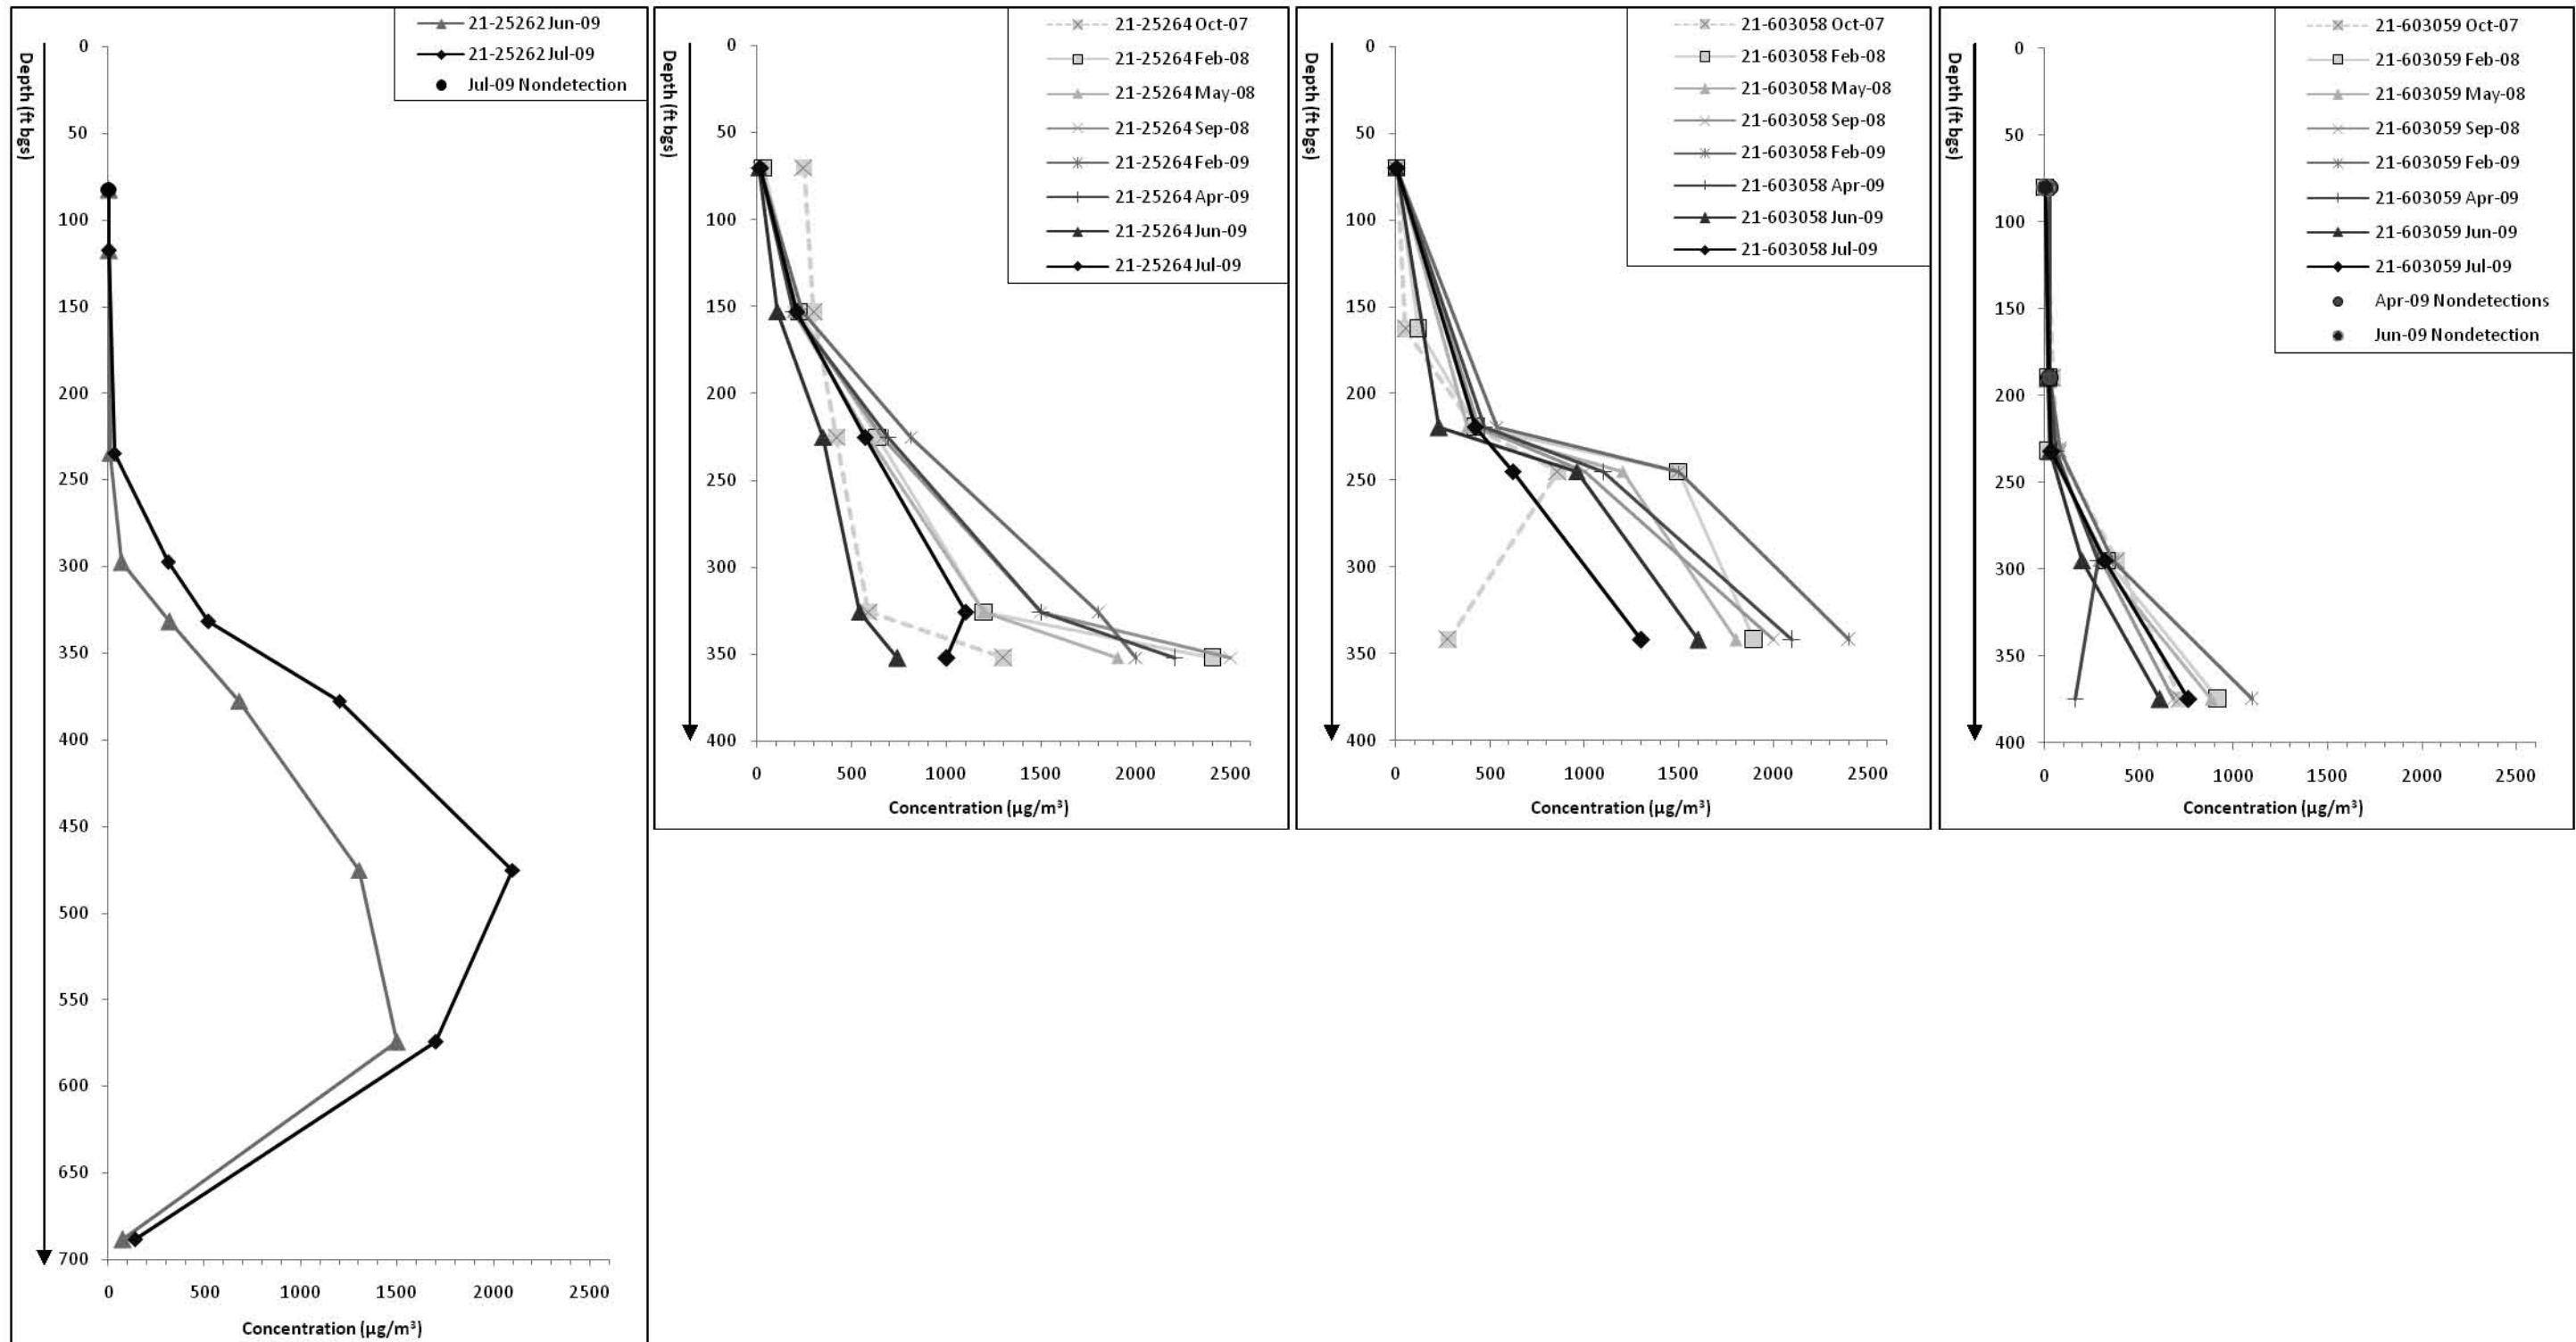 21-25262 Jun-09
21-25262 Jul-09
Jul-09 Nondetection
Depth (ft bgs)
0
50
100
150
200
250
300
350
400
450
500
550
600
650
700
0 500 1000 1500 2000 2500
Concentration (µg/m³)
21-25264 Oct-07
21-25264 Feb-08
21-25264 May-08
21-25264 Sep-08
21-25264 Feb-09
21-25264 Apr-09
21-25264 Jun-09
21-25264 Jul-09
Depth (ft bgs)
0
50
100
150
200
250
300
350
400
0 500 1000 1500 2000 2500
Concentration (µg/m³)
21-603058 Oct-07
21-603058 Feb-08
21-603058 May-08
21-603058 Sep-08
21-603058 Feb-09
21-603058 Apr-09
21-603058 Jun-09
21-603058 Jul-09
Depth (ft bgs)
0
50
100
150
200
250
300
350
400
0 500 1000 1500 2000 2500
Concentration (µg/m³)
21-603059 Oct-07
21-603059 Feb-08
21-603059 May-08
21-603059 Sep-08
21-603059 Feb-09
21-603059 Apr-09
21-603059 Jun-09
21-603059 Jul-09
Apr-09 Nondetections
Jun-09 Nondetection
Depth (ft bgs)
0
50
100
150
200
250
300
350
400
0 500 1000 1500 2000 2500
Concentration (µg/m³)